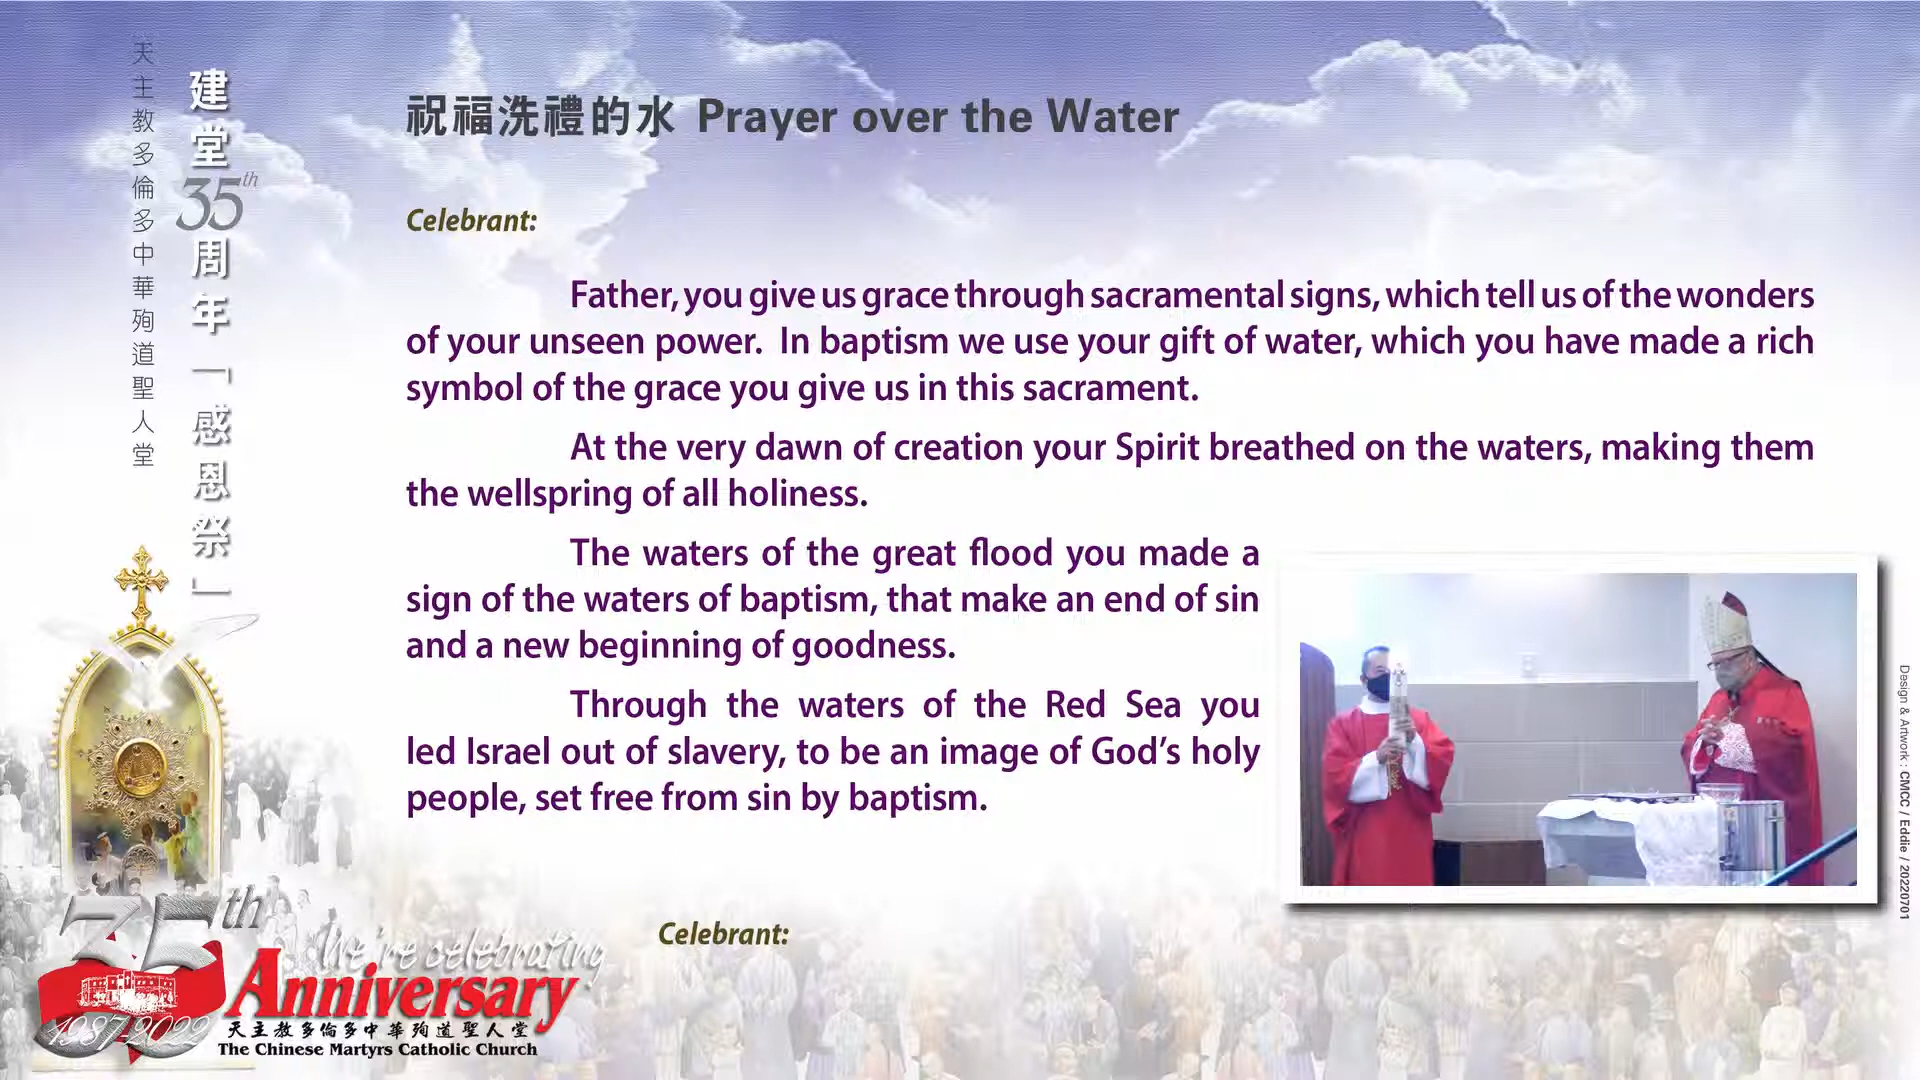 天主教多倫多中華殉道聖人堂
建堂35th周年「感恩祭」
祝福洗禮的水 Prayer over the Water
Celebrant:
Father, you give us grace through sacramental signs, which tell us of the wonders
of your unseen power. In baptism we use your gift of water, which you have made a rich
symbol of the grace you give us in this sacrament.
At the very dawn of creation your Spirit breathed on the waters, making them
the wellspring of all holiness.
The waters of the great flood you made a
sign of the waters of baptism, that make an end of sin
and a new beginning of goodness.
Through the waters of the Red Sea you
led Israel out of slavery, to be an image of God’s holy
people, set free from sin by baptism.
Celebrant:
35th
We're celebrating
Anniversary
1987-2022
天主教多倫多中華殉道聖人堂
The Chinese Martyrs Catholic Church
Design & Artwork : CMCC / Eddie / 20220701